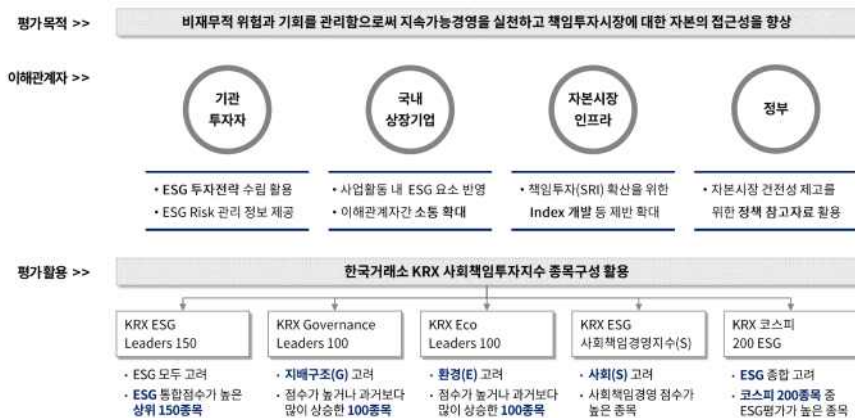 평가목적 >>
비재무적 위험과 기회를 관리함으로써 지속가능경영을 실천하고 책임투자시장에 대한 자본의 접근성을 향상
이해관계자 >>
기관
투자자
국내
상장기업
자본시장
인프라
정부
• ESG 투자전략 수립 활용
• ESG Risk 관리 정보 제공
• 사업활동 내 ESG 요소 반영
• 이해관계자간 소통 확대
• 책임투자(SRI) 확산을 위한
Index 개발 등 제반 확대
• 자본시장 건전성 제고를
위한 정책 참고자료 활용
평가활용 >>
한국거래소 KRX 사회책임투자지수 종목구성 활용
KRX ESG
Leaders 150
KRX Governance
Leaders 100
KRX Eco
Leaders 100
KRX ESG
사회책임경영지수(S)
KRX 코스피
200 ESG
• ESG 모두 고려
• ESG 통합점수가 높은
상위 150종목
• 지배구조(G) 고려
• 점수가 높거나 과거보다
많이 상승한 100종목
• 환경(E) 고려
• 점수가 높거나 과거보다
많이 상승한 100종목
• 사회(S) 고려
• 사회책임경영 점수가
높은 종목
• ESG 종합 고려
• 코스피 200종목 중
ESG평가가 높은 종목